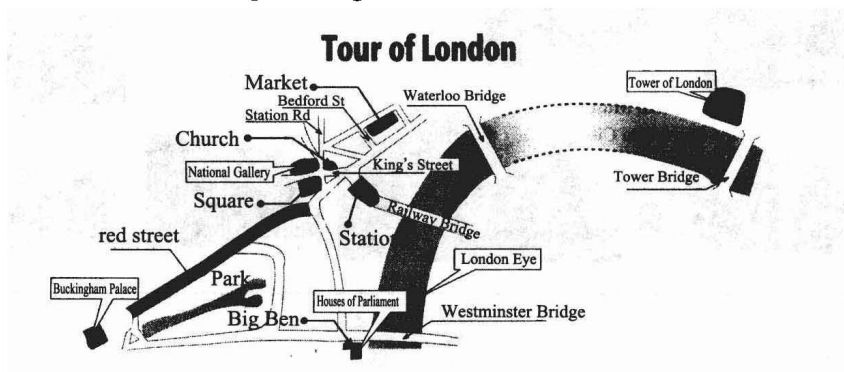 Tour of London
Market
Bedford St
Station Rd
Waterloo Bridge
Tower of London
Church
National Gallery
King's Street
Square
Tower Bridge
Railway Bridge
Station
red street
London Eye
Park
Buckingham Palace
Houses of Parliament
Big Ben
Westminster Bridge